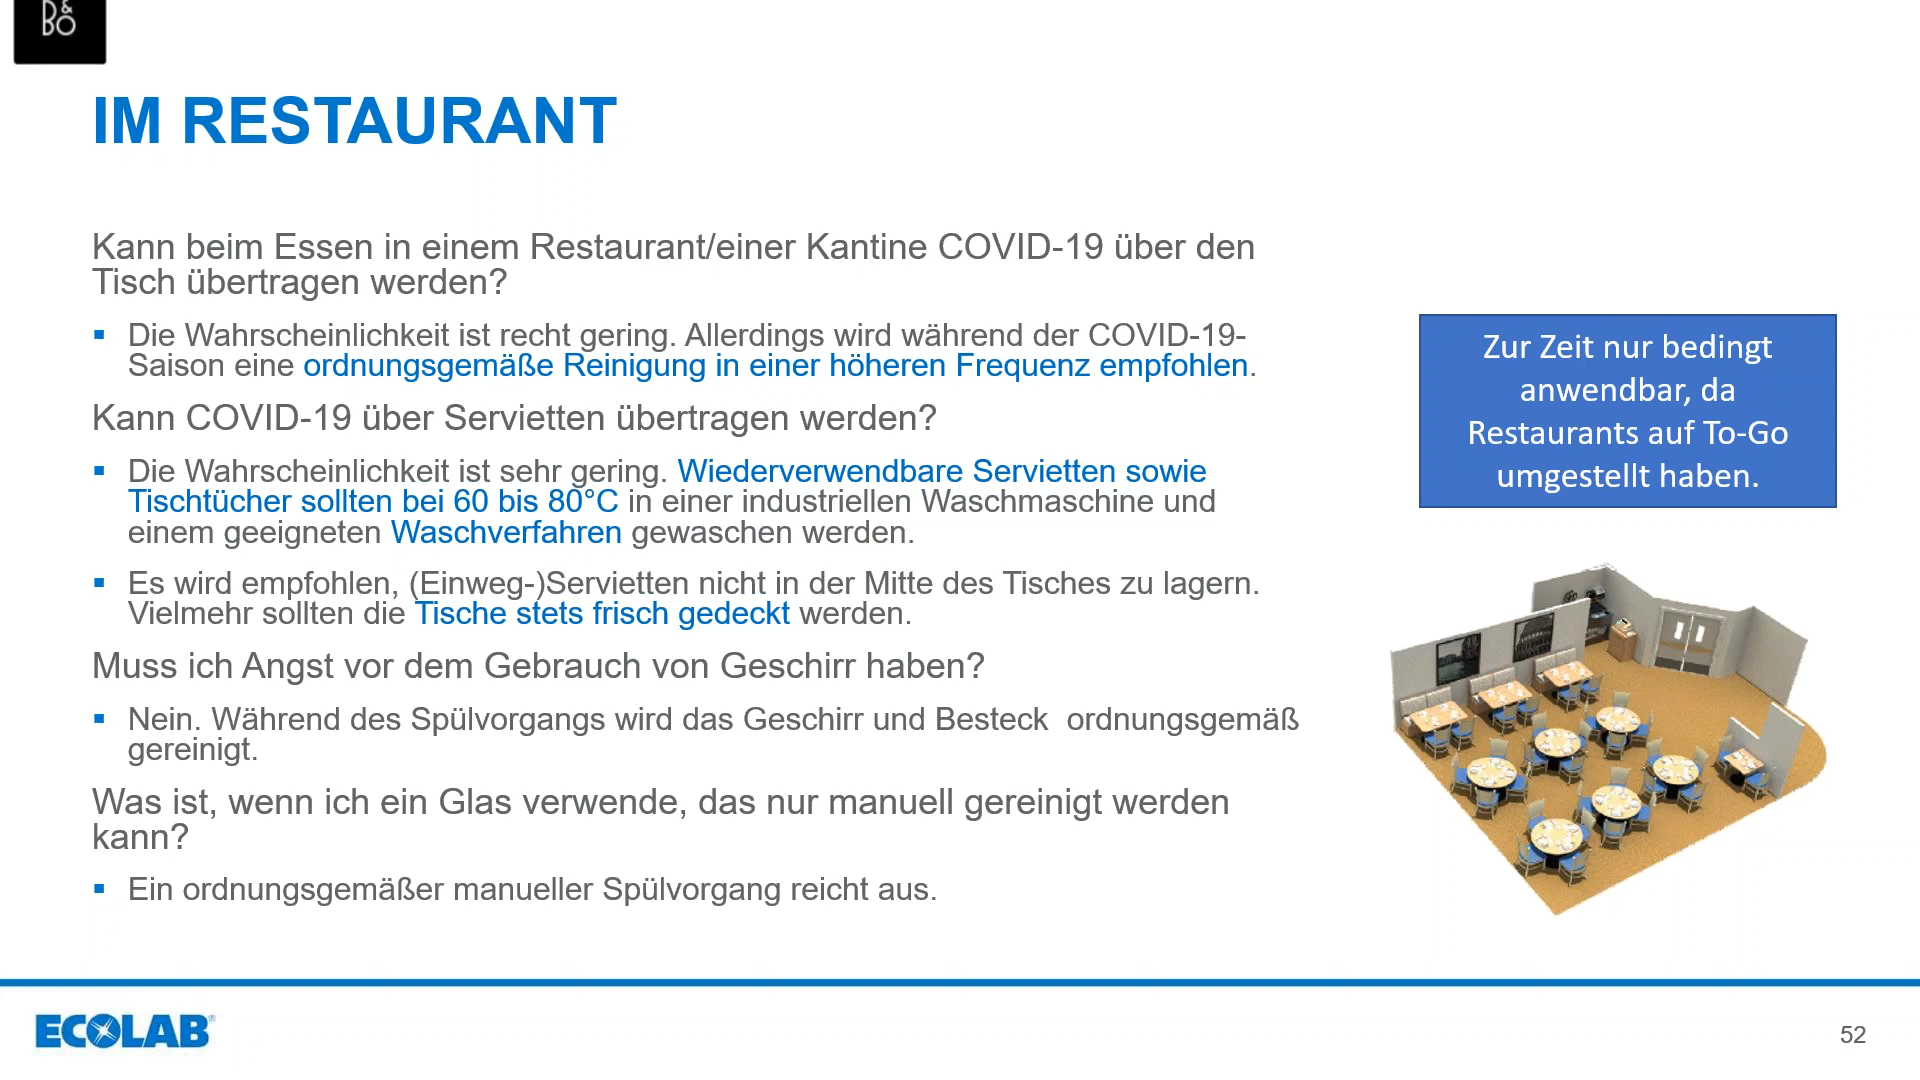 B&O
IM RESTAURANT
Kann beim Essen in einem Restaurant/einer Kantine COVID-19 über den
Tisch übertragen werden?
▪ Die Wahrscheinlichkeit ist recht gering. Allerdings wird während der COVID-19-
Saison eine ordnungsgemäße Reinigung in einer höheren Frequenz empfohlen.
Kann COVID-19 über Servietten übertragen werden?
▪ Die Wahrscheinlichkeit ist sehr gering. Wiederverwendbare Servietten sowie
Tischtücher sollten bei 60 bis 80°C in einer industriellen Waschmaschine und
einem geeigneten Waschverfahren gewaschen werden.
▪ Es wird empfohlen, (Einweg-)Servietten nicht in der Mitte des Tisches zu lagern.
Vielmehr sollten die Tische stets frisch gedeckt werden.
Muss ich Angst vor dem Gebrauch von Geschirr haben?
▪ Nein. Während des Spülvorgangs wird das Geschirr und Besteck  ordnungsgemäß
gereinigt.
Was ist, wenn ich ein Glas verwende, das nur manuell gereinigt werden
kann?
▪ Ein ordnungsgemäßer manueller Spülvorgang reicht aus.
Zur Zeit nur bedingt
anwendbar, da
Restaurants auf To-Go
umgestellt haben.
ECOLAB®
52